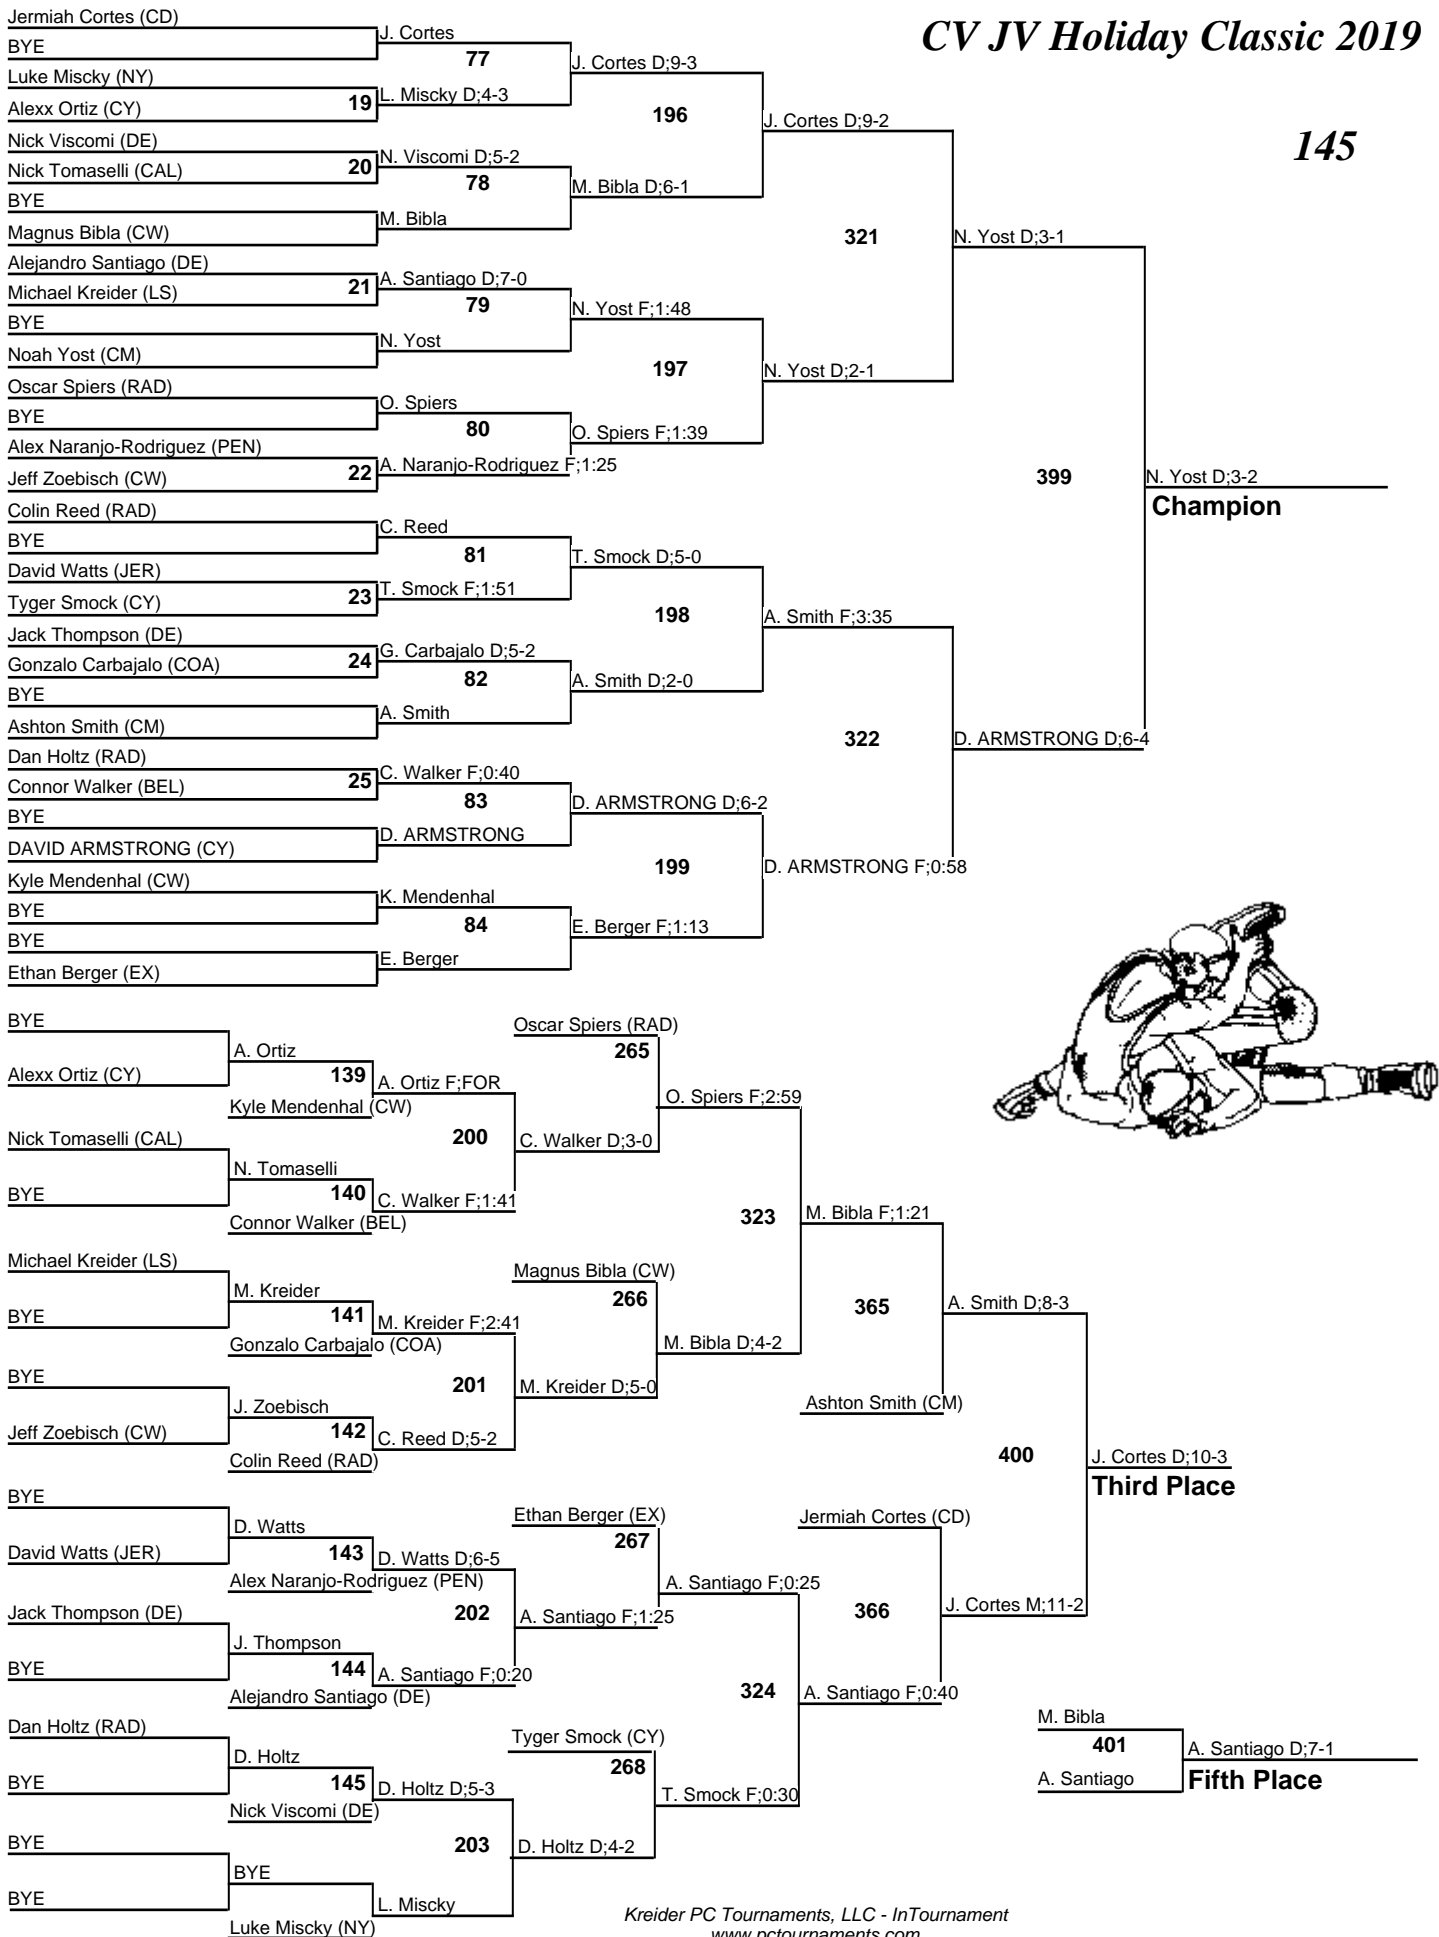 CV JV Holiday Classic 2019
145
Jermiah Cortes (CD)
BYE
Luke Miscky (NY)
Alexx Ortiz (CY)
Nick Viscomi (DE)
Nick Tomaselli (CAL)
BYE
Magnus Bibla (CW)
Alejandro Santiago (DE)
Michael Kreider (LS)
BYE
Noah Yost (CM)
Oscar Spiers (RAD)
BYE
Alex Naranjo-Rodriguez (PEN)
Jeff Zoebisch (CW)
Colin Reed (RAD)
BYE
David Watts (JER)
Tyger Smock (CY)
Jack Thompson (DE)
Gonzalo Carbajalo (COA)
BYE
Ashton Smith (CM)
Dan Holtz (RAD)
Connor Walker (BEL)
BYE
DAVID ARMSTRONG (CY)
Kyle Mendenhal (CW)
BYE
BYE
Ethan Berger (EX)
19
20
21
22
23
24
25
J. Cortes
77
L. Miscky D;4-3
N. Viscomi D;5-2
78
M. Bibla
A. Santiago D;7-0
79
N. Yost
O. Spiers
80
A. Naranjo-Rodriguez F;1:25
C. Reed
81
T. Smock F;1:51
G. Carbajalo D;5-2
82
A. Smith
C. Walker F;0:40
83
D. ARMSTRONG
K. Mendenhal
84
E. Berger
J. Cortes D;9-3
196
M. Bibla D;6-1
N. Yost F;1:48
197
O. Spiers F;1:39
T. Smock D;5-0
198
A. Smith D;2-0
D. ARMSTRONG D;6-2
199
E. Berger F;1:13
J. Cortes D;9-2
321
N. Yost D;2-1
A. Smith F;3:35
322
D. ARMSTRONG F;0:58
N. Yost D;3-1
399
D. ARMSTRONG D;6-4
N. Yost D;3-2
Champion
BYE
Alexx Ortiz (CY)
Nick Tomaselli (CAL)
BYE
Michael Kreider (LS)
BYE
BYE
Jeff Zoebisch (CW)
BYE
David Watts (JER)
Jack Thompson (DE)
BYE
Dan Holtz (RAD)
BYE
BYE
BYE
A. Ortiz
139
Kyle Mendenhal (CW)
N. Tomaselli
140
Connor Walker (BEL)
M. Kreider
141
Gonzalo Carbajalo (COA)
J. Zoebisch
142
Colin Reed (RAD)
D. Watts
143
Alex Naranjo-Rodriguez (PEN)
J. Thompson
144
Alejandro Santiago (DE)
D. Holtz
145
Nick Viscomi (DE)
BYE
Luke Miscky (NY)
A. Ortiz F;FOR
200
C. Walker F;1:41
M. Kreider F;2:41
201
C. Reed D;5-2
D. Watts D;6-5
202
A. Santiago F;0:20
D. Holtz D;5-3
203
L. Miscky
Oscar Spiers (RAD)
265
C. Walker D;3-0
Magnus Bibla (CW)
266
M. Kreider D;5-0
Ethan Berger (EX)
267
A. Santiago F;1:25
Tyger Smock (CY)
268
D. Holtz D;4-2
O. Spiers F;2:59
323
M. Bibla D;4-2
A. Santiago F;0:25
324
T. Smock F;0:30
M. Bibla F;1:21
365
Ashton Smith (CM)
Jermiah Cortes (CD)
366
A. Santiago F;0:40
A. Smith D;8-3
400
J. Cortes M;11-2
J. Cortes D;10-3
Third Place
M. Bibla
401
A. Santiago
A. Santiago D;7-1
Fifth Place
Kreider PC Tournaments, LLC - InTournament
www.pctournaments.com